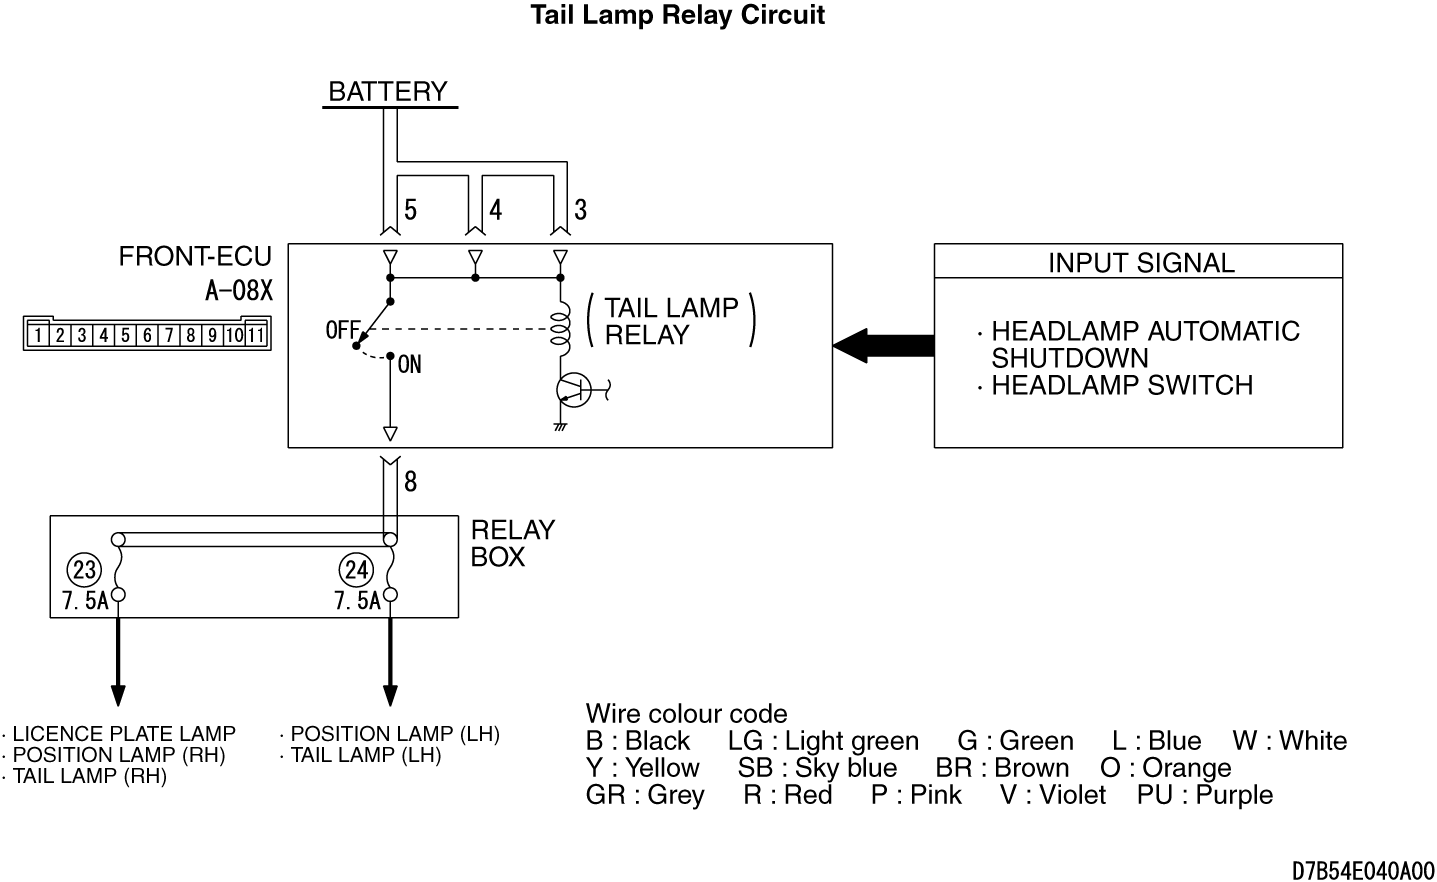 Tail Lamp Relay Circuit
BATTERY
5
4
3
FRONT-ECU
A-08X
1 2 3 4 5 6 7 8 9 10 11
OFF
ON
( TAIL LAMP
RELAY )
INPUT SIGNAL
· HEADLAMP AUTOMATIC
SHUTDOWN
· HEADLAMP SWITCH
8
RELAY
BOX
23
7.5A
24
7.5A
· LICENCE PLATE LAMP
· POSITION LAMP (RH)
· TAIL LAMP (RH)
· POSITION LAMP (LH)
· TAIL LAMP (LH)
Wire colour code
B : Black LG : Light green G : Green L : Blue W : White
Y : Yellow SB : Sky blue BR : Brown O : Orange
GR : Grey R : Red P : Pink V : Violet PU : Purple
D7B54E040A00